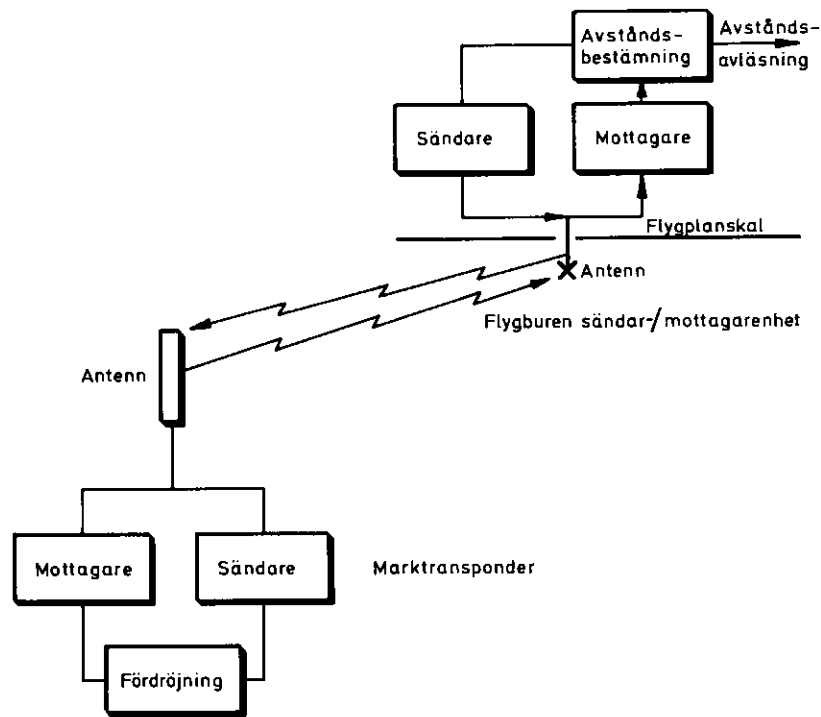 Avstånds-
bestämning
Avstånds-
avläsning
Sändare
Mottagare
Flygplanskal
Antenn
Flygburen sändar-/mottagarenhet
Antenn
Mottagare
Sändare
Marktransponder
Fördröjning